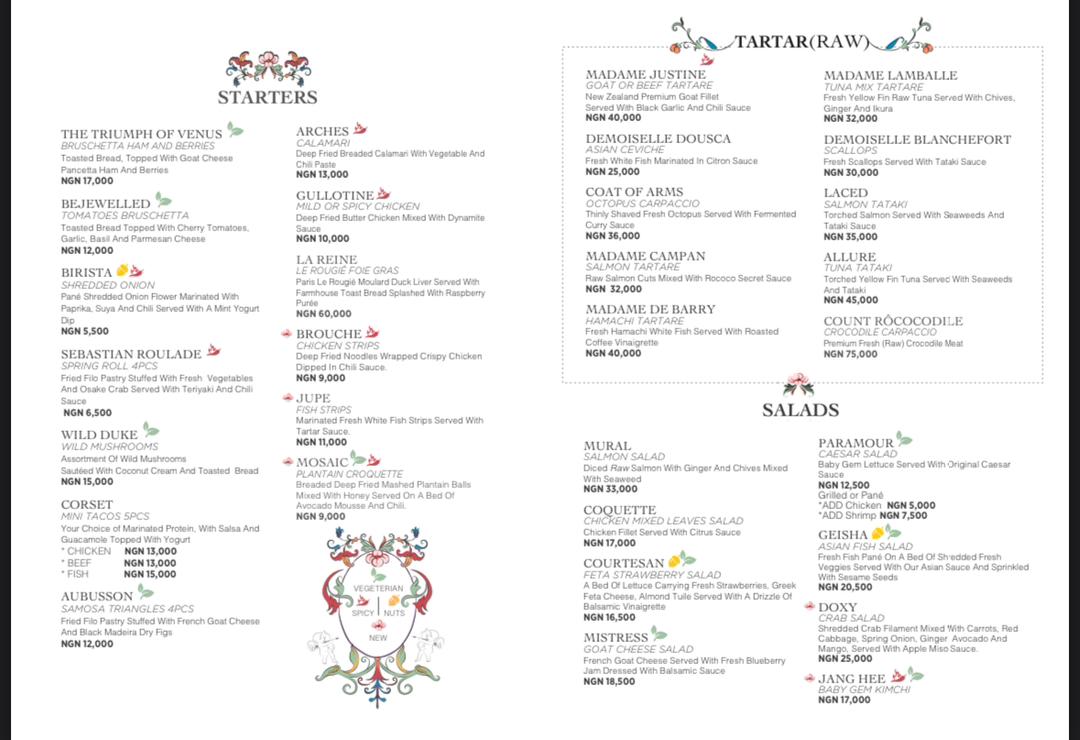 STARTERS
THE TRIUMPH OF VENUS
BRUSCHETTA HAM AND BERRIES
Toasted Bread, Topped With Goat Cheese
Pancetta Ham And Berries
NGN 17,000
BEJEWELLED
TOMATOES BRUSCHETTA
Toasted Bread Topped With Cherry Tomatoes,
Garlic, Basil And Parmesan Cheese
NGN 12,000
BIRISTA
SHREDDED ONION
Pané Shredded Onion Flower Marinated With
Paprika, Suya And Chili Served With A Mint Yogurt
Dip
NGN 5,500
SEBASTIAN ROULADE
SPRING ROLL 4PCS
Fried Filo Pastry Stuffed With Fresh Vegetables
And Osake Crab Served With Teriyaki And Chili
Sauce
NGN 6,500
WILD DUKE
WILD MUSHROOMS
Assortment Of Wild Mushrooms
Sautéed With Coconut Cream And Toasted Bread
NGN 15,000
CORSET
MINI TACOS 5PCS
Your Choice of Marinated Protein, With Salsa And
Guacamole Topped With Corn
* CHICKEN NGN 13,000
* BEEF NGN 13,000
* FISH NGN 15,000
AUBUSSON
SAMOSA TRIANGLES 4PCS
Fried Filo Pastry Stuffed With French Goat Cheese
And Black Madeira Dry Figs
NGN 12,000
ARCHES
CALAMARI
Deep Fried Breaded Calamari With Vegetable And
Chili Paste
NGN 13,000
GULLOTINE
MILD OR SPICY CHICKEN
Deep Fried Butter Chicken Mixed With Dynamite
Sauce
NGN 10,000
LA REINE
LE ROUGIÉ FOIE GRAS
Paris Le Rougié Moulard Duck Liver Served With
Farmhouse Toast Bread Splashed With Raspberry
Purée
NGN 60,000
BROUCHE
CHICKEN STRIPS
Deep Fried Noodles Wrapped Crispy Chicken
Dipped In Chili Sauce.
NGN 9,000
JUPE
FISH STRIPS
Marinated Fresh White Fish Strips Served With
Tartar Sauce.
NGN 11,000
MOSAIC
PLANTAIN CROQUETTE
Breaded Deep Fried Mashed Plantain Balls
Mixed With Honey Served On A Bed Of
Avocado Mousse And Chili.
NGN 9,000
VEGETERIAN
SPICY NUTS
NEW
TARTAR(RAW)
MADAME JUSTINE
GOAT OR BEEF TARTARE
New Zealand Premium Goat Fillet
Served With Black Garlic And Chili Sauce
NGN 40,000
DEMOISELLE DOUSCA
ASIAN CEVICHE
Fresh White Fish Marinated In Citron Sauce
NGN 25,000
COAT OF ARMS
OCTOPUS CARPACCIO
Thinly Shaved Fresh Octopus Served With Fermented
Curry Sauce
NGN 36,000
MADAME CAMPAN
SALMON TARTARE
Raw Salmon Cuts Mixed With Rococo Secret Sauce
NGN 32,000
MADAME DE BARRY
HAMACHI TARTARE
Fresh Hamachi White Fish Served With Roasted
Coffee Vinaigrette
NGN 40,000
MADAME LAMBALLE
TUNA MIX TARTARE
Fresh Yellow Fin Raw Tuna Served With Chives,
Ginger And Ikura
NGN 32,000
DEMOISELLE BLANCHEFORT
SCALLOPS
Fresh Scallops Served With Tataki Sauce
NGN 30,000
LACED
SALMON TATAKI
Torched Salmon Served With Seaweeds And
Tataki Sauce
NGN 35,000
ALLURE
TUNA TATAKI
Torched Yellow Fin Tuna Served With Seaweeds
And Tataki
NGN 45,000
COUNT RÔCOCODILE
CROCODILE CARPACCIO
Premium Fresh (Raw) Crocodile Meat
NGN 75,000
SALADS
MURAL
SALMON SALAD
Diced Raw Salmon With Ginger And Chives Mixed
With Seaweed
NGN 33,000
COQUETTE
CHICKEN MIXED LEAVES SALAD
Chicken Fillet Served With Citrus Sauce
NGN 17,000
COURTESAN
FETA STRAWBERRY SALAD
A Bed Of Lettuce Carrying Fresh Strawberries, Greek
Feta Cheese, Almond Tuile Served With A Drizzle Of
Balsamic Vinaigrette
NGN 16,500
MISTRESS
GOAT CHEESE SALAD
French Goat Cheese Served With Fresh Blueberry
Jam Dressed With Balsamic Sauce
NGN 18,500
PARAMOUR
CAESAR SALAD
Baby Gem Lettuce Served With Original Caesar
Sauce
NGN 12,500
Grilled or Pané
*ADD Chicken NGN 5,000
*ADD Shrimp NGN 7,500
GEISHA
ASIAN FISH SALAD
Fresh Fish Pané On A Bed Of Shredded Fresh
Veggies Served With Our Asian Sauce And Sprinkled
With Sesame Seeds
NGN 20,500
DOXY
CRAB SALAD
Shredded Crab Filament Mixed With Carrots, Red
Cabbage, Spring Onion, Ginger Avocado And
Mango, Served With Apple Miso Sauce.
NGN 25,000
JANG HEE
BABY GEM KIMCHI
NGN 17,000